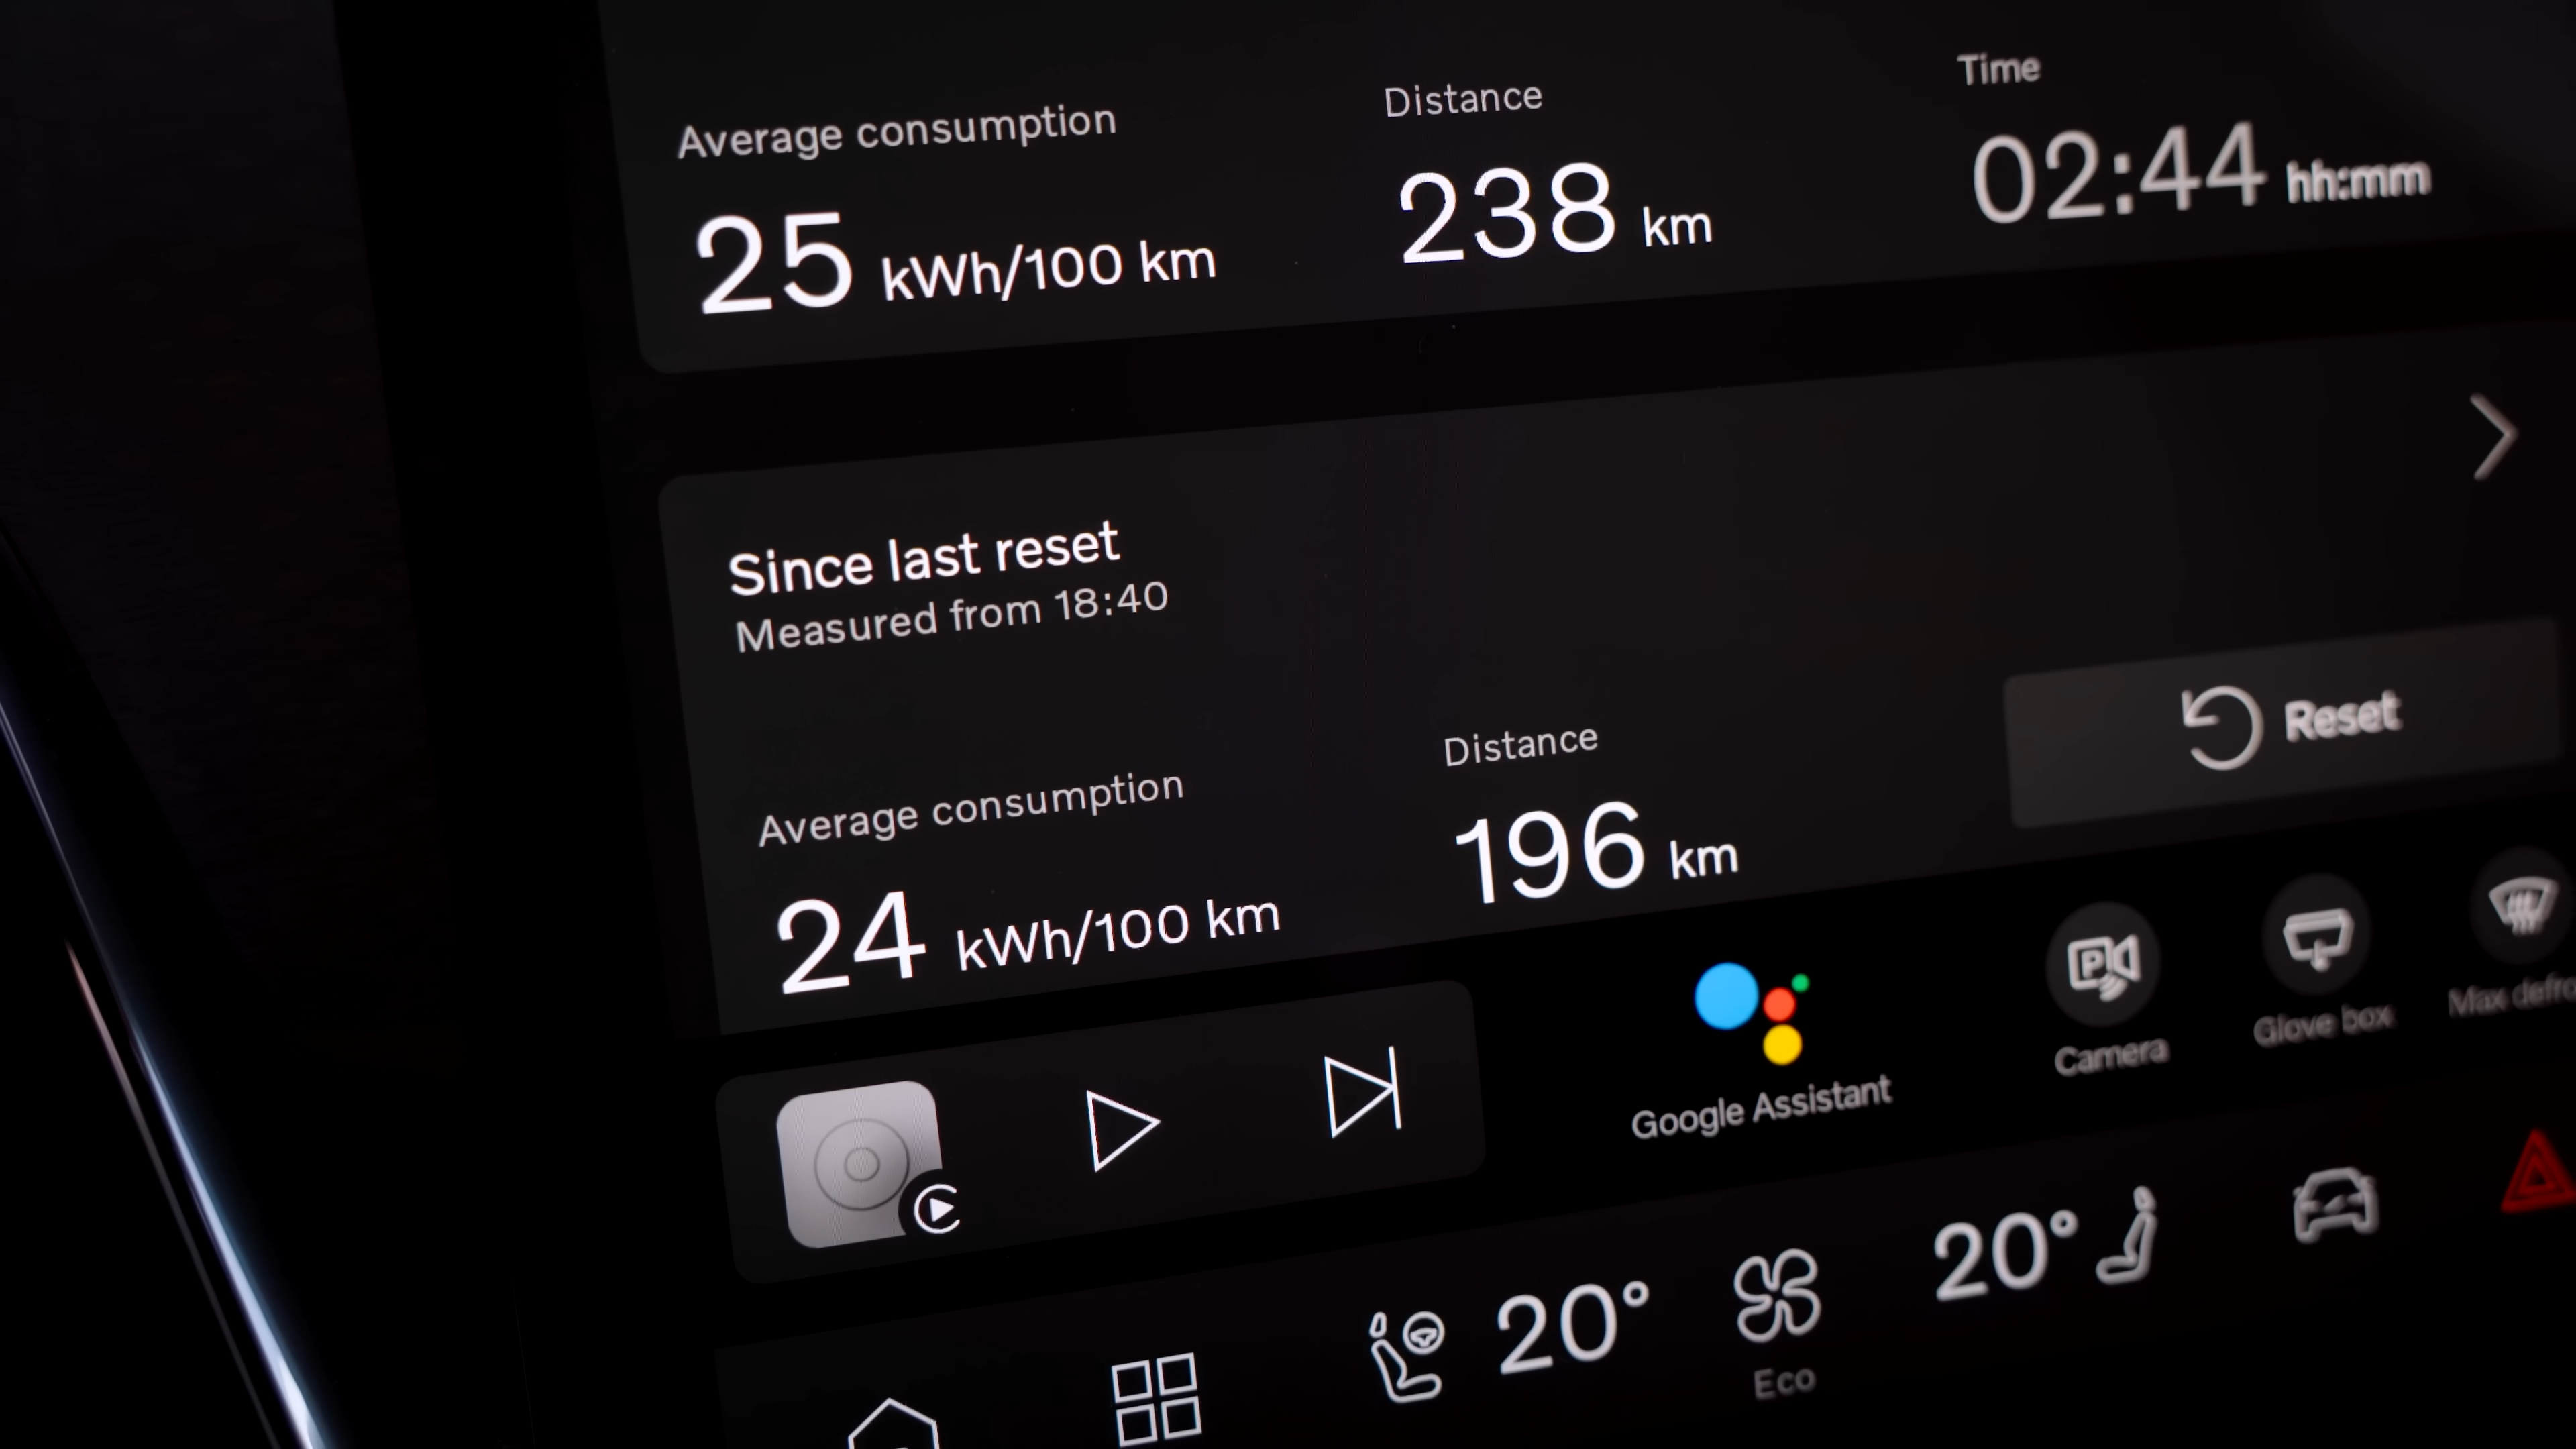 Average consumption
Distance
Time
25 kWh/100 km
238 km
02:44 hh:mm
Since last reset
Measured from 18:40
Reset
Average consumption
Distance
24 kWh/100 km
196 km
Google Assistant
P
Camera
Glove box
Max defro
20°
20°
Eco